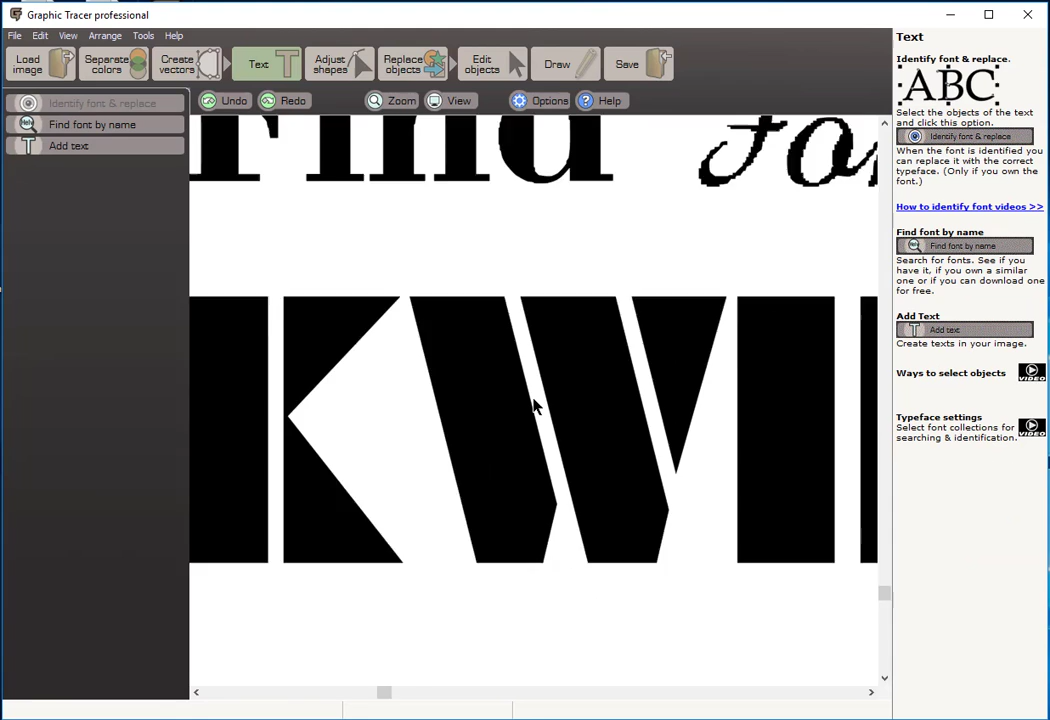 Graphic Tracer professional
File Edit View Arrange Tools Help
Load image
Separate colors
Create vectors
Text
Adjust shapes
Replace objects
Edit objects
Draw
Save
Undo Redo Zoom View Options Help
Identify font & replace
Find font by name
Add text
Text
Identify font & replace.
ABC
Select the objects of the text
and click this option.
Identify font & replace
When the font is identified you
can replace it with the correct
typeface. (Only if you own the
font.)
How to identify font videos >>
Find font by name
Find font by name
Search for fonts. See if you
have it, if you own a similar
one or if you can download one
for free.
Add Text
Add text
Create texts in your image.
Ways to select objects
VIDEO
Typeface settings
Select font collections for
searching & identification.
VIDEO
Find
KWI